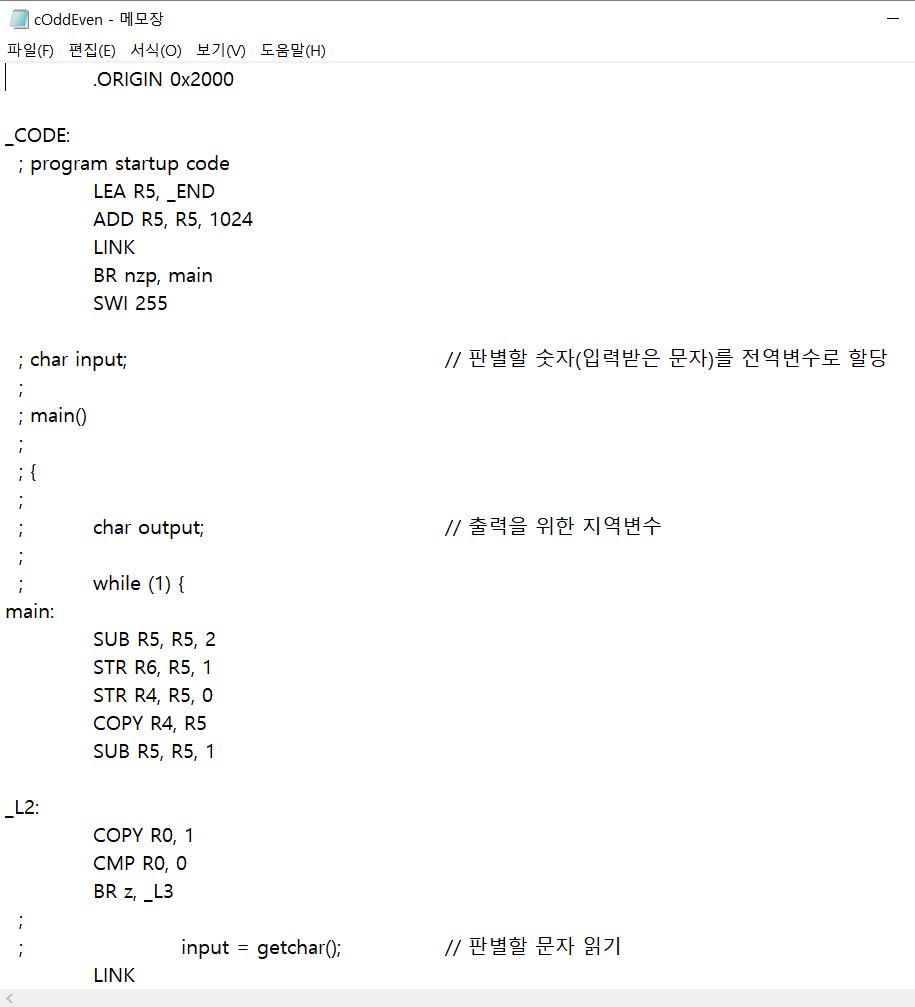 cOddEven - 메모장
파일(F) 편집(E) 서식(O) 보기(V) 도움말(H)
.ORIGIN 0x2000
_CODE:
; program startup code
LEA R5, _END
ADD R5, R5, 1024
LINK
BR nzp, main
SWI 255
; char input; // 판별할 숫자(입력받은 문자)를 전역변수로 할당
;
; main()
;
; {
;
; char output; // 출력을 위한 지역변수
;
; while (1) {
main:
SUB R5, R5, 2
STR R6, R5, 1
STR R4, R5, 0
COPY R4, R5
SUB R5, R5, 1
_L2:
COPY R0, 1
CMP R0, 0
BR z, _L3
;
; input = getchar(); // 판별할 문자 읽기
LINK